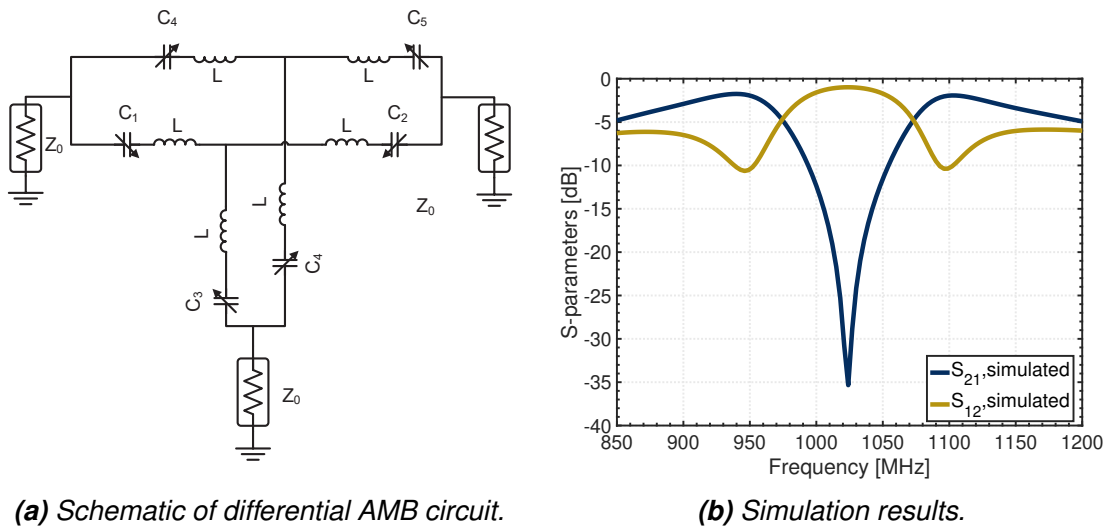 C₄
C₅
L
L
C₁
L
L
C₂
Z₀
Z₀
L
L
C₄
C₃
Z₀
(a) Schematic of differential AMB circuit.
0
-5
-10
-15
-20
-25
-30
-35
-40
S-parameters [dB]
S₂₁,simulated
S₁₂,simulated
850 900 950 1000 1050 1100 1150 1200
Frequency [MHz]
(b) Simulation results.